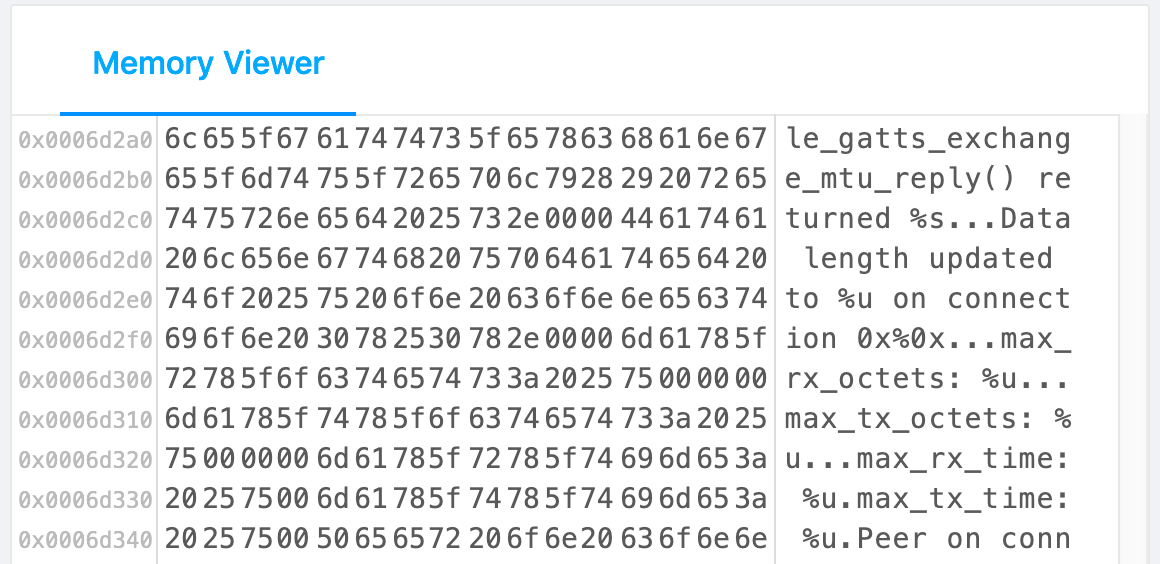 Memory Viewer
0x0006d2a0 6c 65 5f 67 61 74 74 73 5f 65 78 63 68 61 6e 67 le_gatts_exchang
0x0006d2b0 65 5f 6d 74 75 5f 72 65 70 6c 79 28 29 20 72 65 e_mtu_reply() re
0x0006d2c0 74 75 72 6e 65 64 20 25 73 2e 00 00 44 61 74 61 turned %s...Data
0x0006d2d0 20 6c 65 6e 67 74 68 20 75 70 64 61 74 65 64 20 length updated
0x0006d2e0 74 6f 20 25 75 20 6f 6e 20 63 6f 6e 6e 65 63 74 to %u on connect
0x0006d2f0 69 6f 6e 20 30 78 25 30 78 2e 00 00 6d 61 78 5f ion 0x%0x...max_
0x0006d300 72 78 5f 6f 63 74 65 74 73 3a 20 25 75 00 00 00 rx_octets: %u...
0x0006d310 6d 61 78 5f 74 78 5f 6f 63 74 65 74 73 3a 20 25 max_tx_octets: %
0x0006d320 75 00 00 00 6d 61 78 5f 72 78 5f 74 69 6d 65 3a u...max_rx_time:
0x0006d330 20 25 75 00 6d 61 78 5f 74 78 5f 74 69 6d 65 3a %u.max_tx_time:
0x0006d340 20 25 75 00 50 65 65 72 20 6f 6e 20 63 6f 6e 6e %u.Peer on conn